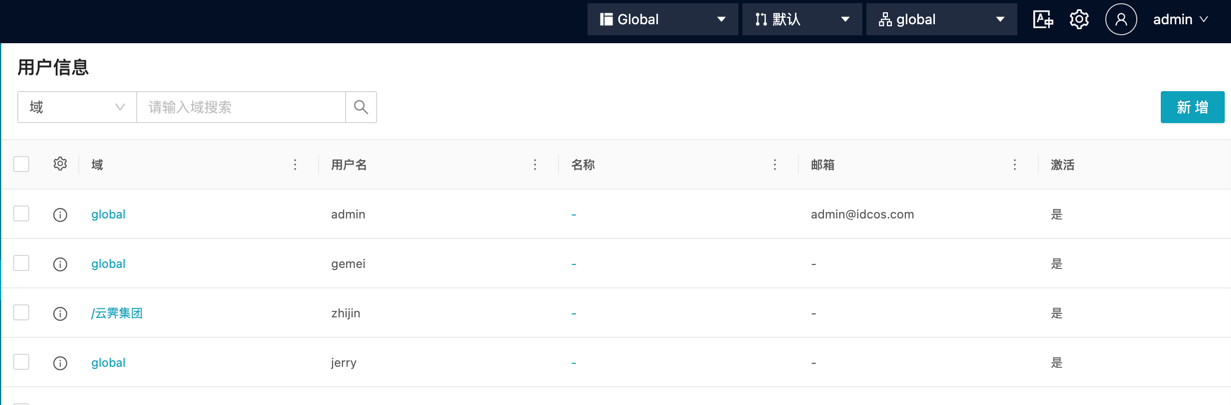 Global 默认 global admin
用户信息
域 请输入域搜索 新 增
域 用户名 名称 邮箱 激活
global admin - admin@idcos.com 是
global gemei - - 是
/云霁集团 zhijin - - 是
global jerry - - 是